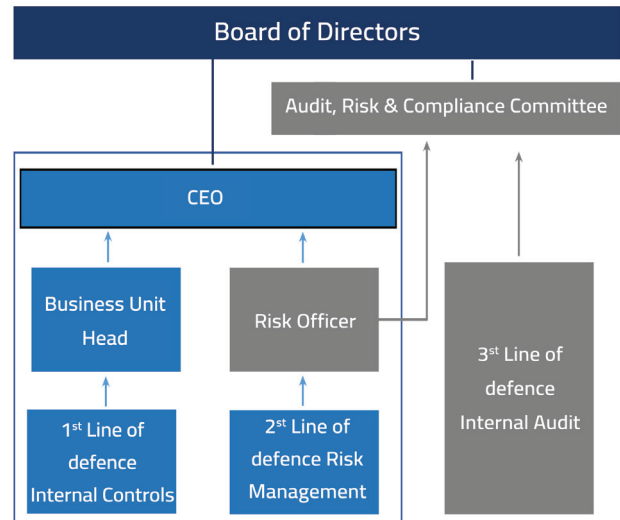 Board of Directors
Audit, Risk & Compliance Committee
CEO
Business Unit
Head
Risk Officer
3st Line of
defence
Internal Audit
1st Line of
defence
Internal Controls
2st Line of
defence Risk
Management